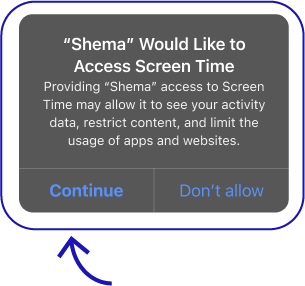 “Shema” Would Like to
Access Screen Time
Providing “Shema” access to Screen
Time may allow it to see your activity
data, restrict content, and limit the
usage of apps and websites.
Continue
Don’t allow